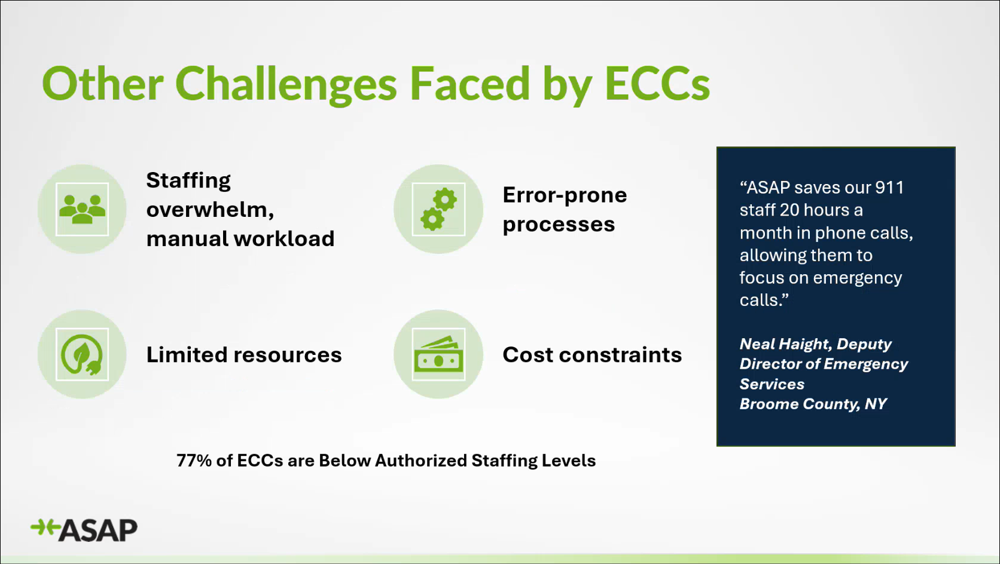 Other Challenges Faced by ECCs
Staffing
overwhelm,
manual workload
Error-prone
processes
Limited resources
Cost constraints
“ASAP saves our 911
staff 20 hours a
month in phone calls,
allowing them to
focus on emergency
calls.”
Neal Haight, Deputy
Director of Emergency
Services
Broome County, NY
77% of ECCs are Below Authorized Staffing Levels
ASAP